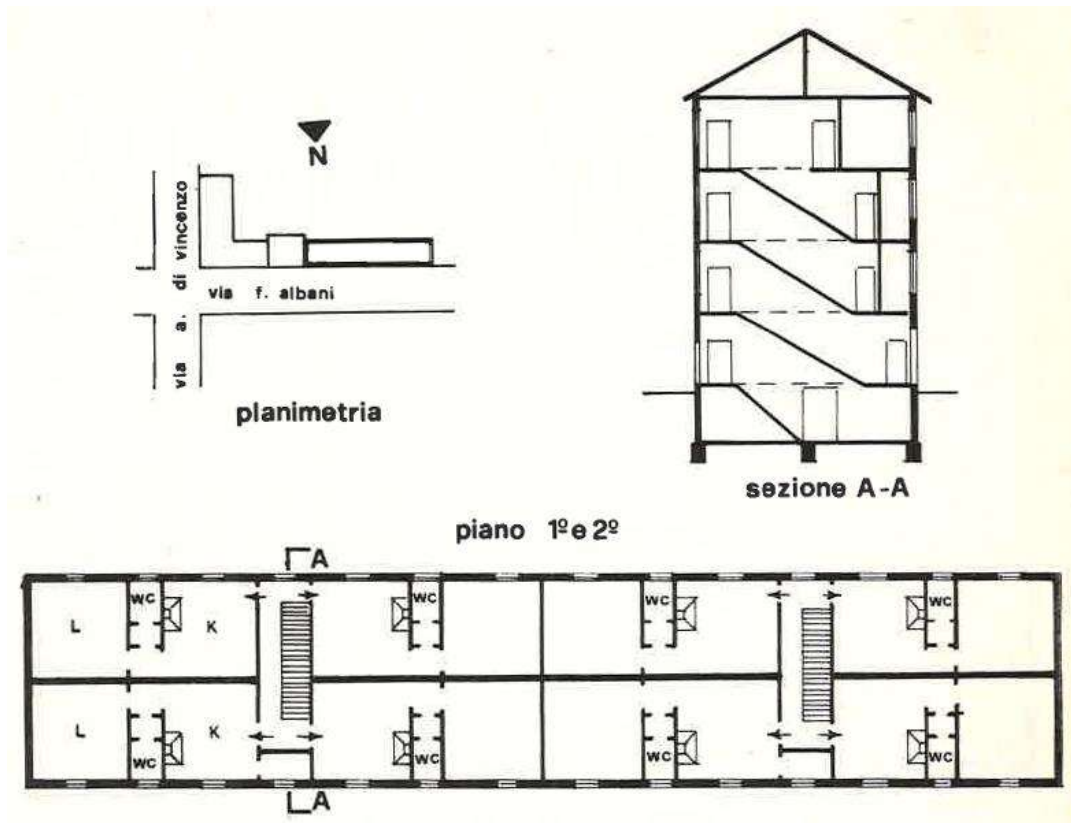 N
via a. di vincenzo
via f. albani
planimetria
sezione A-A
piano 1º e 2º
A
WC
WC
WC
WC
L
K
L
K
WC
WC
WC
WC
A